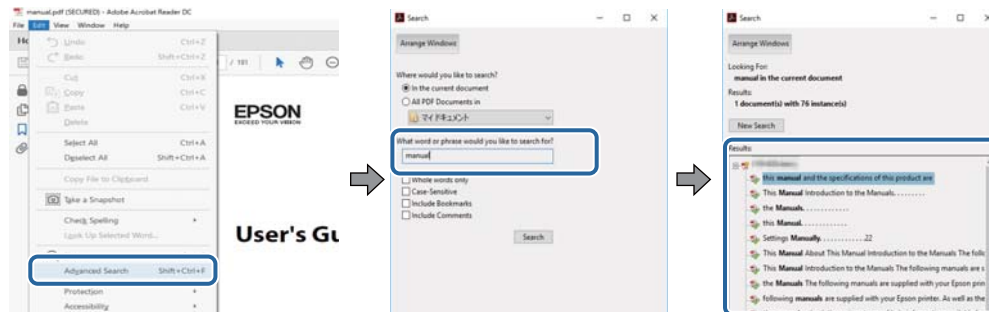 manual.pdf (SECURED) - Adobe Acrobat Reader DC
File Edit View Window Help
Undo Ctrl+Z
Shift+Ctrl+Z
/ 191
Cut Ctrl+X
Copy Ctrl+C
Paste Ctrl+V
Delete
Select All Ctrl+A
Deselect All Shift+Ctrl+A
Copy File to Clipboard
Take a Snapshot
Check Spelling
Look Up Selected Word...
Advanced Search Shift+Ctrl+F
Protection
Accessibility
EPSON
EXCEED YOUR VISION
User's Gu
Search
Arrange Windows
Where would you like to search?
In the current document
All PDF Documents in
マイ ドキュメント
What word or phrase would you like to search for?
manual
Whole words only
Case-Sensitive
Include Bookmarks
Include Comments
Search
Search
Arrange Windows
Looking For:
manual in the current document
Results:
1 document(s) with 76 instance(s)
New Search
Results:
this manual and the specifications of this product are
This Manual Introduction to the Manuals. . . . . . . . .
the Manuals. . . . . . . . . . . .
this Manual. . . . . . . . . . . .
Settings Manually. . . . . . . . . . . .22
This Manual About This Manual Introduction to the Manuals The follo
This Manual Introduction to the Manuals The following manuals are s
the Manuals The following manuals are supplied with your Epson prin
following manuals are supplied with your Epson printer. As well as the